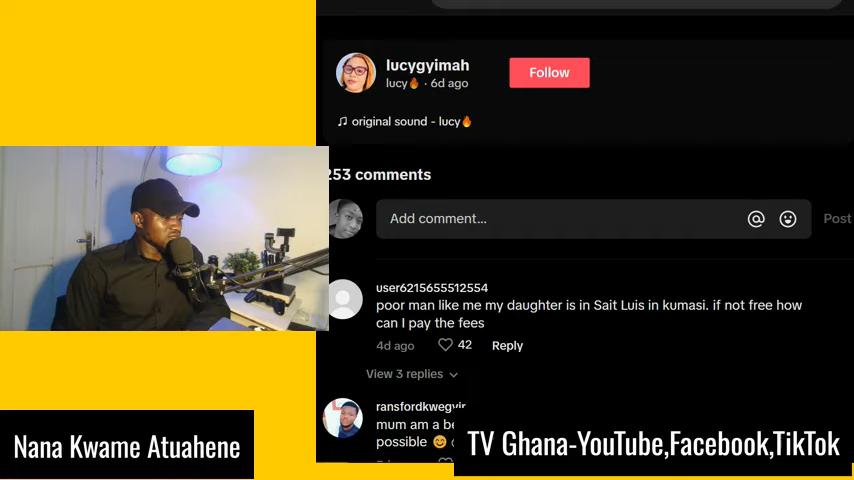 lucygyimah
lucy🔥 · 6d ago
Follow
♫ original sound - lucy🔥
253 comments
Add comment...
Post
user6215655512554
poor man like me my daughter is in Sait Luis in kumasi. if not free how
can I pay the fees
4d ago
42
Reply
View 3 replies
mum am a
possible 😊
Nana Kwame Atuahene
TV Ghana-YouTube,Facebook,TikTok